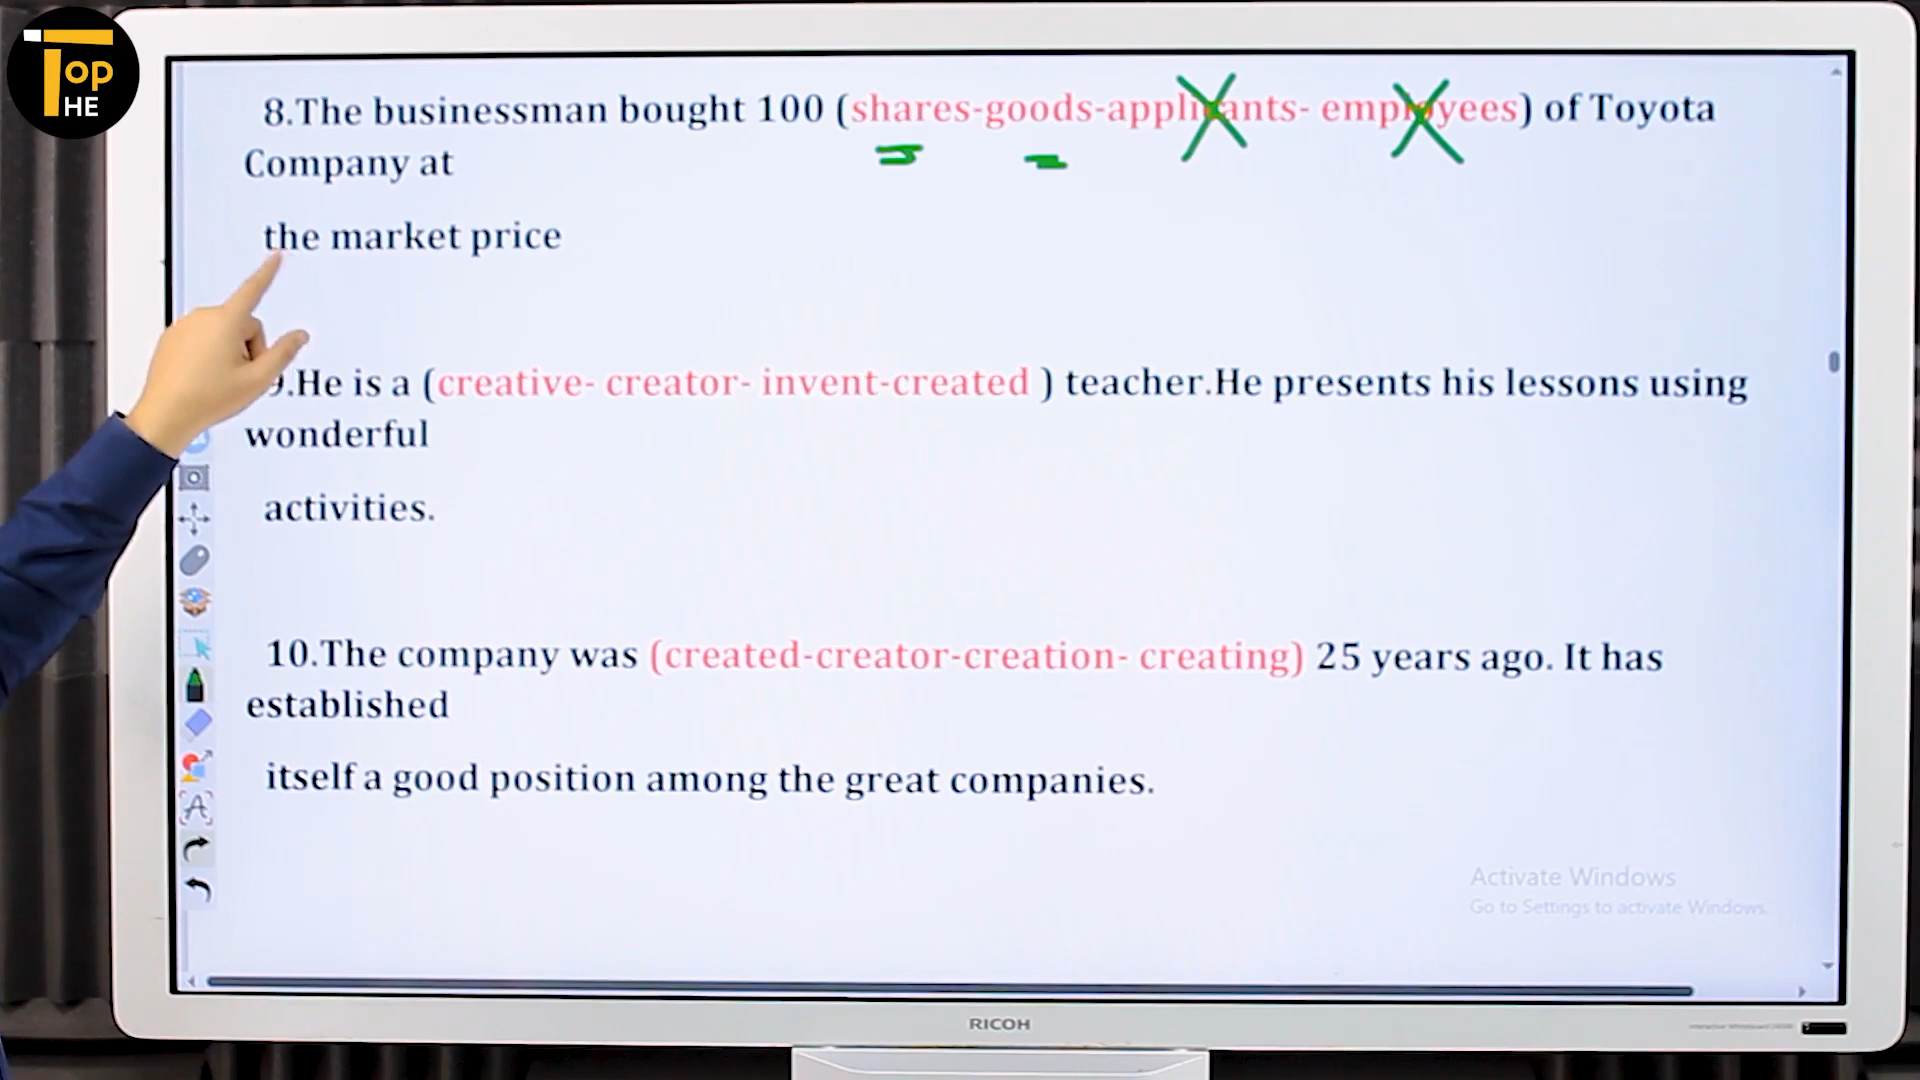 TOP
THE
8.The businessman bought 100 (shares-goods-applicants- employees) of Toyota
Company at
the market price
9.He is a (creative- creator- invent-created ) teacher.He presents his lessons using
wonderful
activities.
10.The company was (created-creator-creation- creating) 25 years ago. It has
established
itself a good position among the great companies.
Activate Windows
Go to Settings to activate Windows.
RICOH